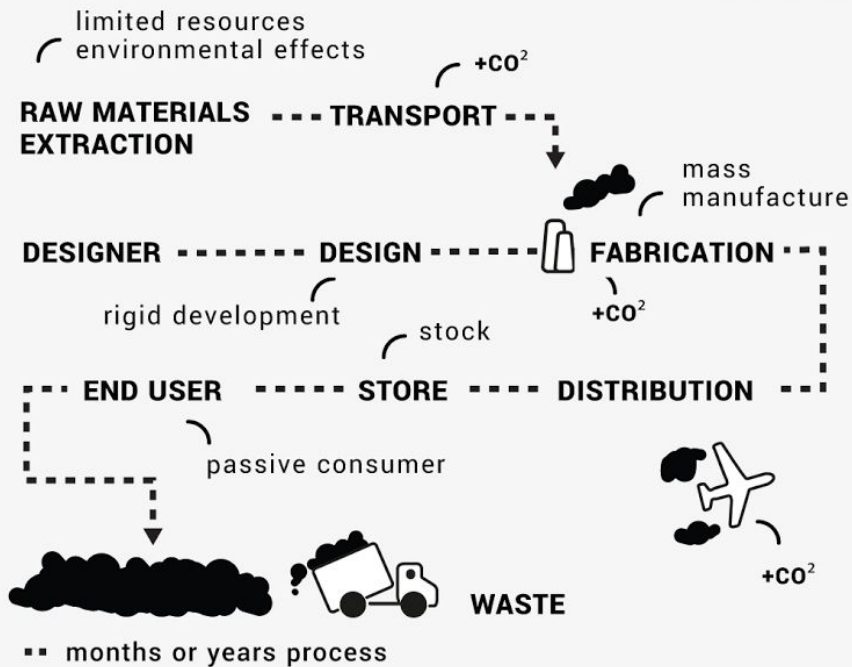 limited resources
environmental effects
+CO²
RAW MATERIALS
EXTRACTION
TRANSPORT
mass
manufacture
DESIGNER
DESIGN
FABRICATION
rigid development
+CO²
stock
END USER
STORE
DISTRIBUTION
passive consumer
+CO²
WASTE
months or years process